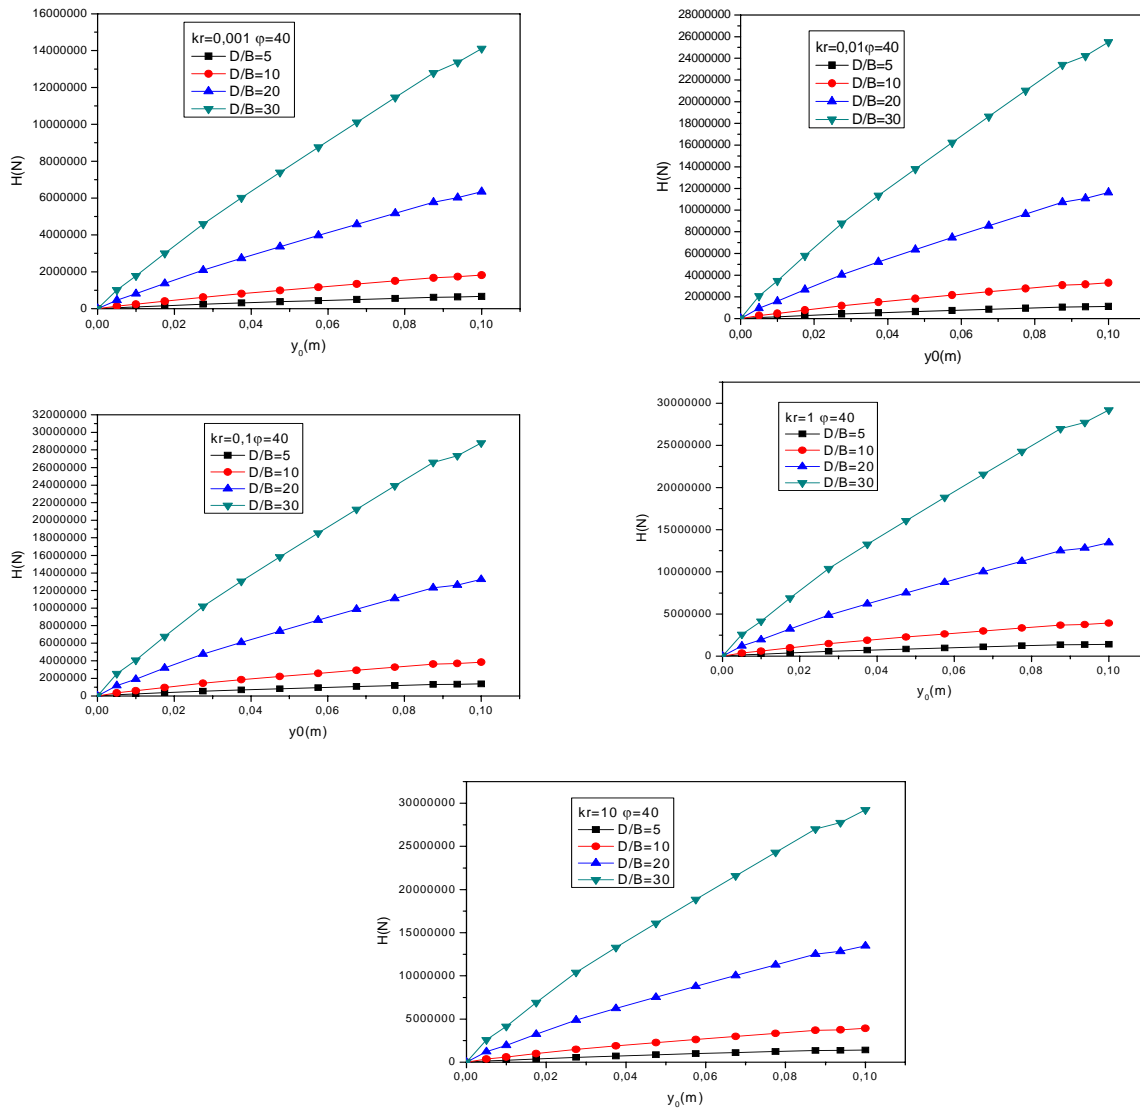 kr=0,001 φ=40
D/B=5
D/B=10
D/B=20
D/B=30
16000000
14000000
12000000
10000000
8000000
6000000
4000000
2000000
0
H(N)
0,00 0,02 0,04 0,06 0,08 0,10
y0(m)
kr=0,01φ=40
D/B=5
D/B=10
D/B=20
D/B=30
28000000
26000000
24000000
22000000
20000000
18000000
16000000
14000000
12000000
10000000
8000000
6000000
4000000
2000000
0
H(N)
0,00 0,02 0,04 0,06 0,08 0,10
y0(m)
kr=0,1φ=40
D/B=5
D/B=10
D/B=20
D/B=30
32000000
30000000
28000000
26000000
24000000
22000000
20000000
18000000
16000000
14000000
12000000
10000000
8000000
6000000
4000000
2000000
0
H(N)
0,00 0,02 0,04 0,06 0,08 0,10
y0(m)
kr=1 φ=40
D/B=5
D/B=10
D/B=20
D/B=30
30000000
25000000
20000000
15000000
10000000
5000000
0
H(N)
0,00 0,02 0,04 0,06 0,08 0,10
y0(m)
kr=10 φ=40
D/B=5
D/B=10
D/B=20
D/B=30
30000000
25000000
20000000
15000000
10000000
5000000
0
H(N)
0,00 0,02 0,04 0,06 0,08 0,10
y0(m)